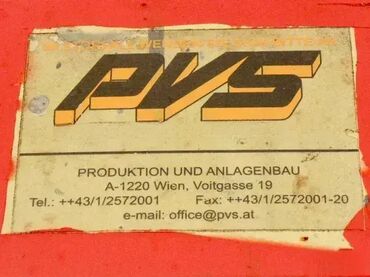 PVS
PRODUKTION UND ANLAGENBAU
A-1220 Wien, Voitgasse 19
Tel.: ++43/1/2572001 Fax: ++43/1/2572001-20
e-mail: office@pvs.at